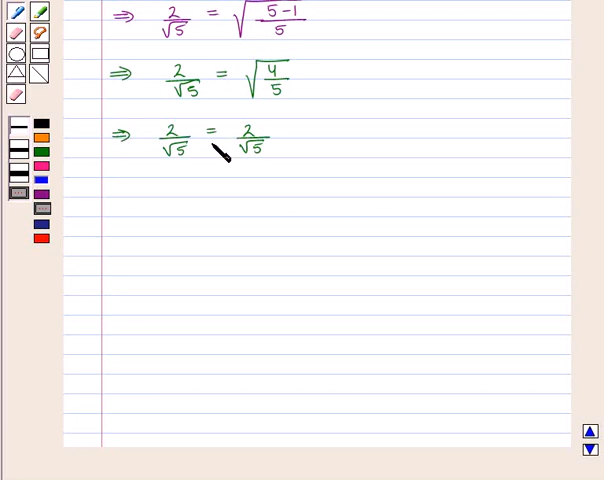 ⇒ 2/√5 = √((5-1)/5)
⇒ 2/√5 = √(4/5)
⇒ 2/√5 = 2/√5